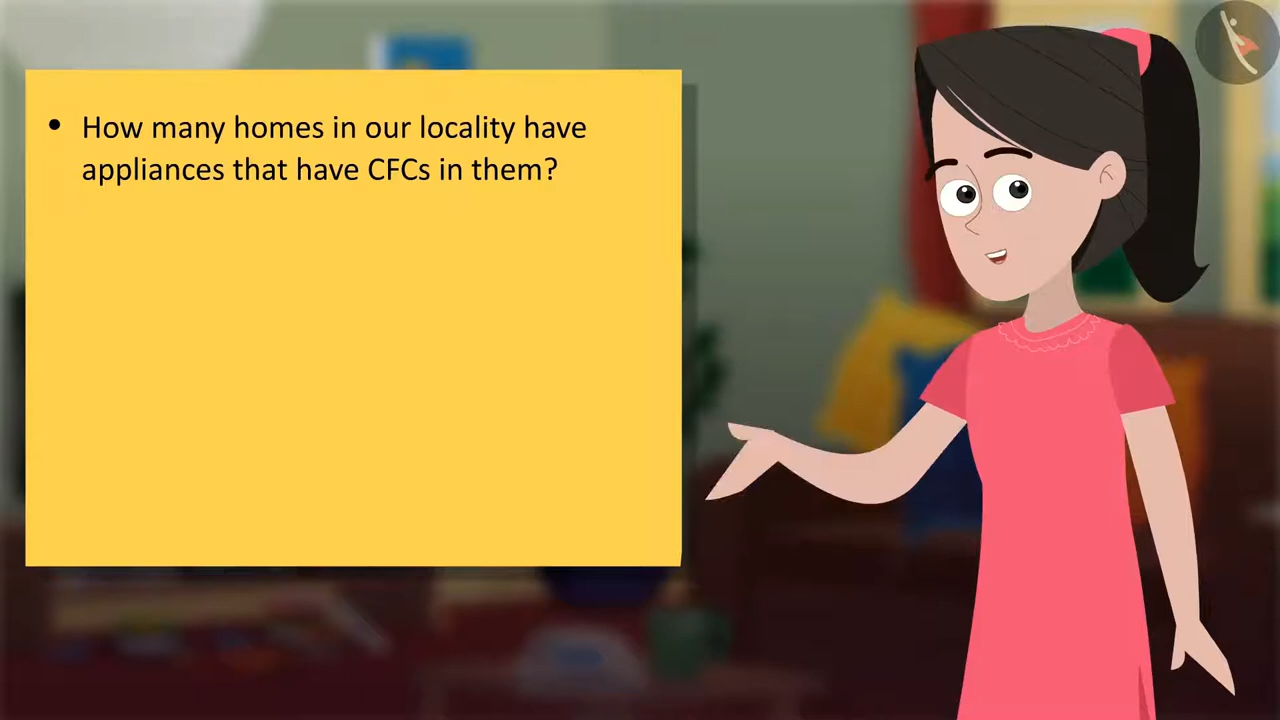 • How many homes in our locality have
appliances that have CFCs in them?